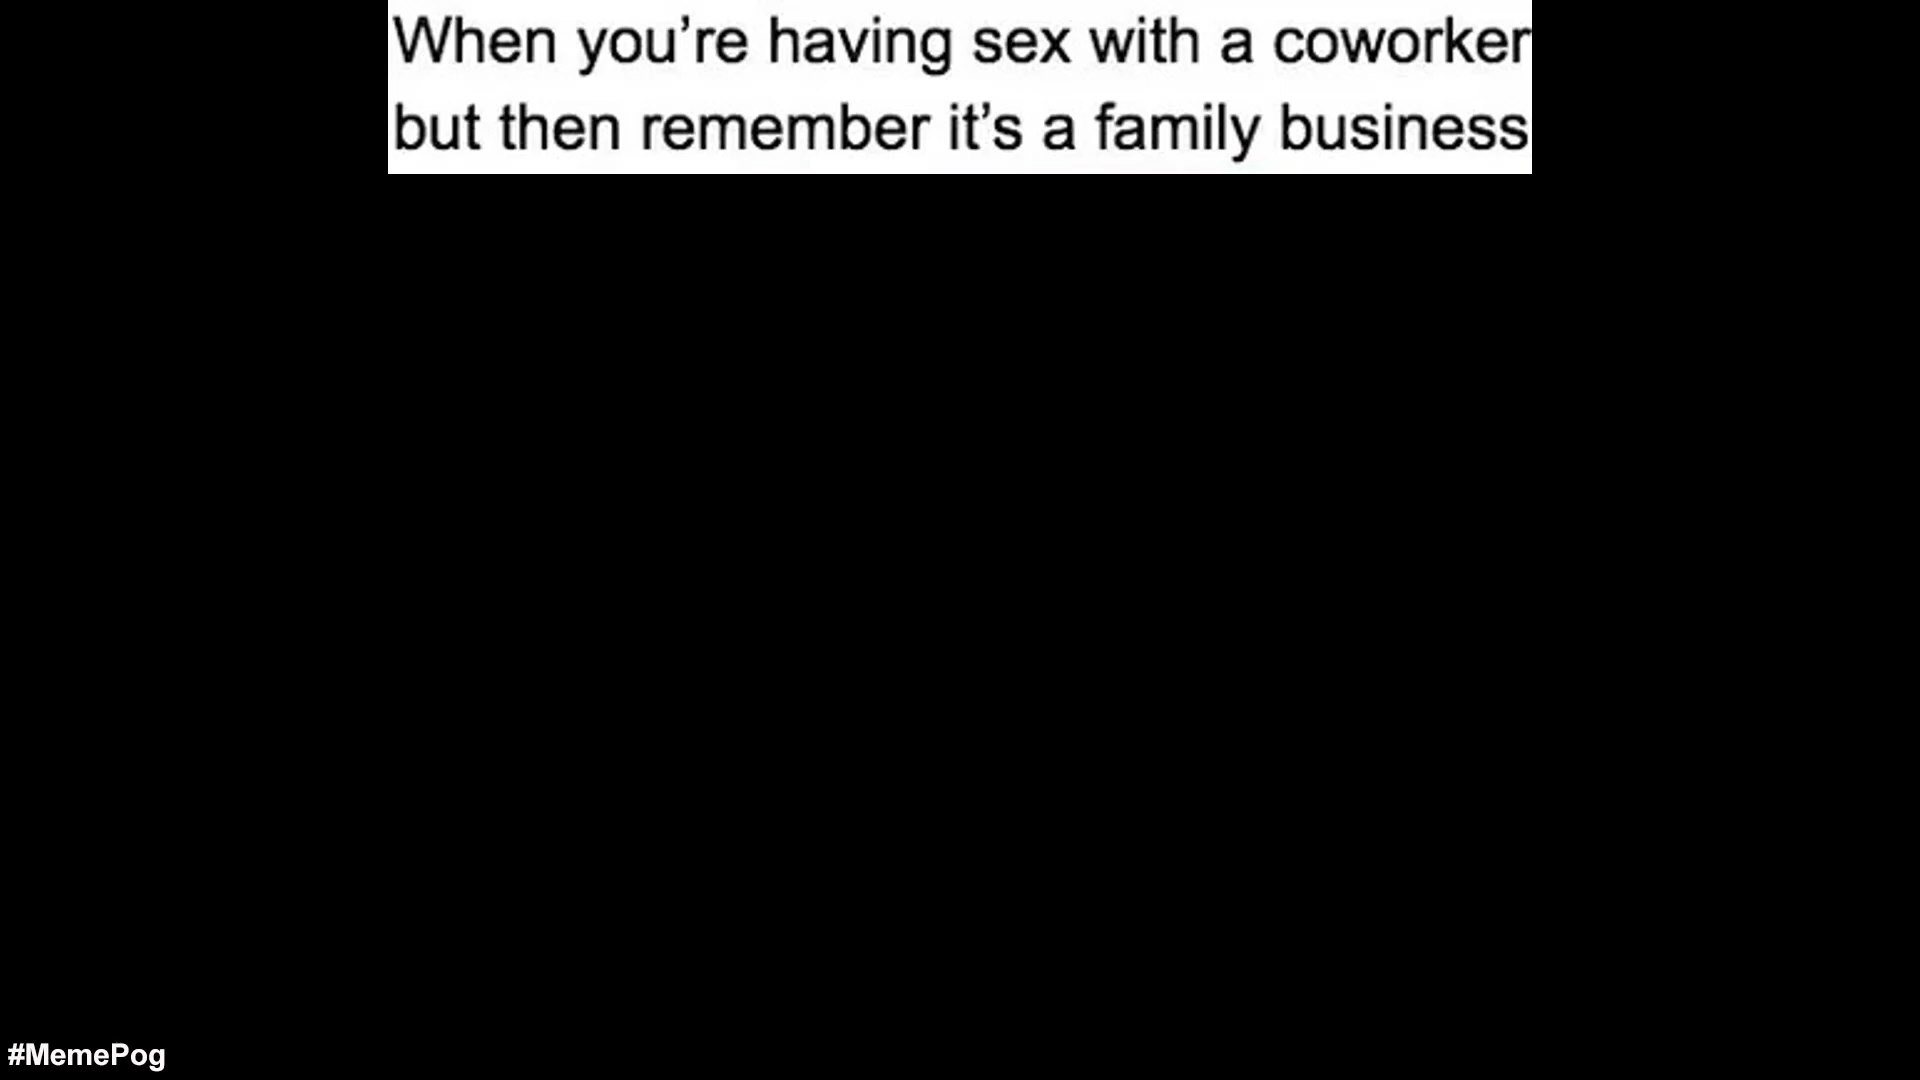 When you’re having sex with a coworker
but then remember it’s a family business
#MemePog